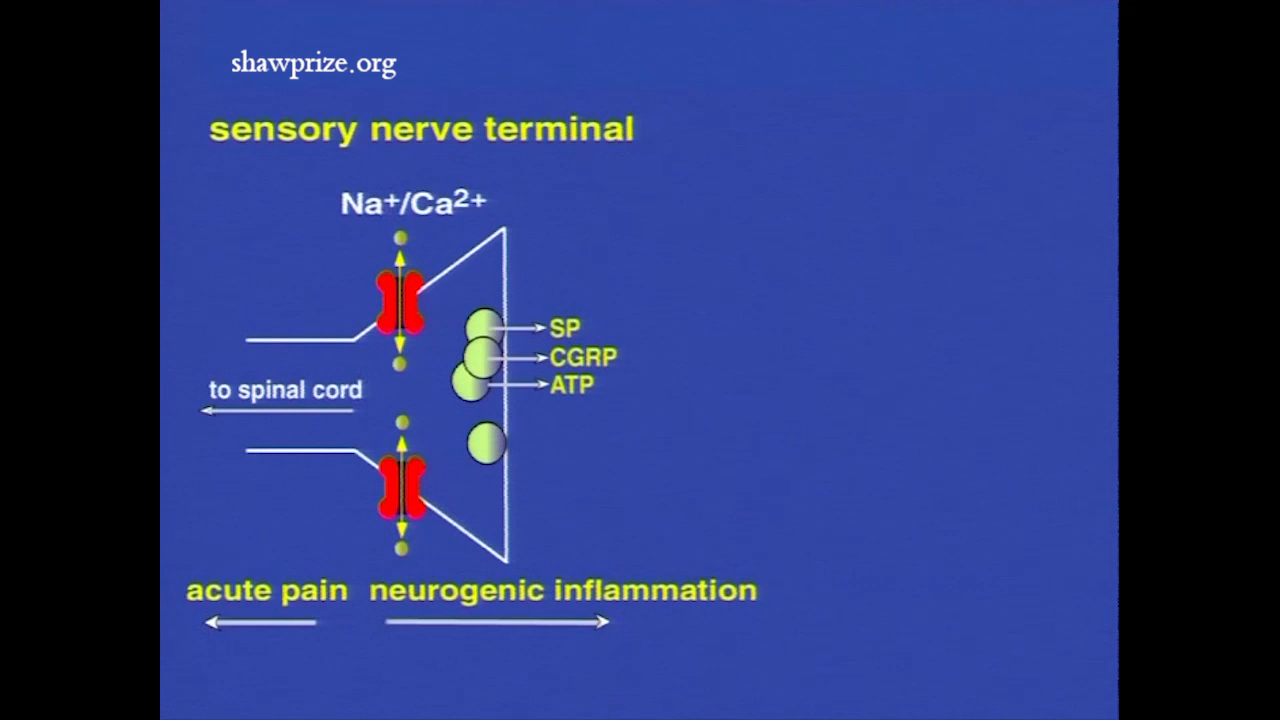 shawprize.org
sensory nerve terminal
Na+/Ca2+
SP
CGRP
ATP
to spinal cord
acute pain neurogenic inflammation